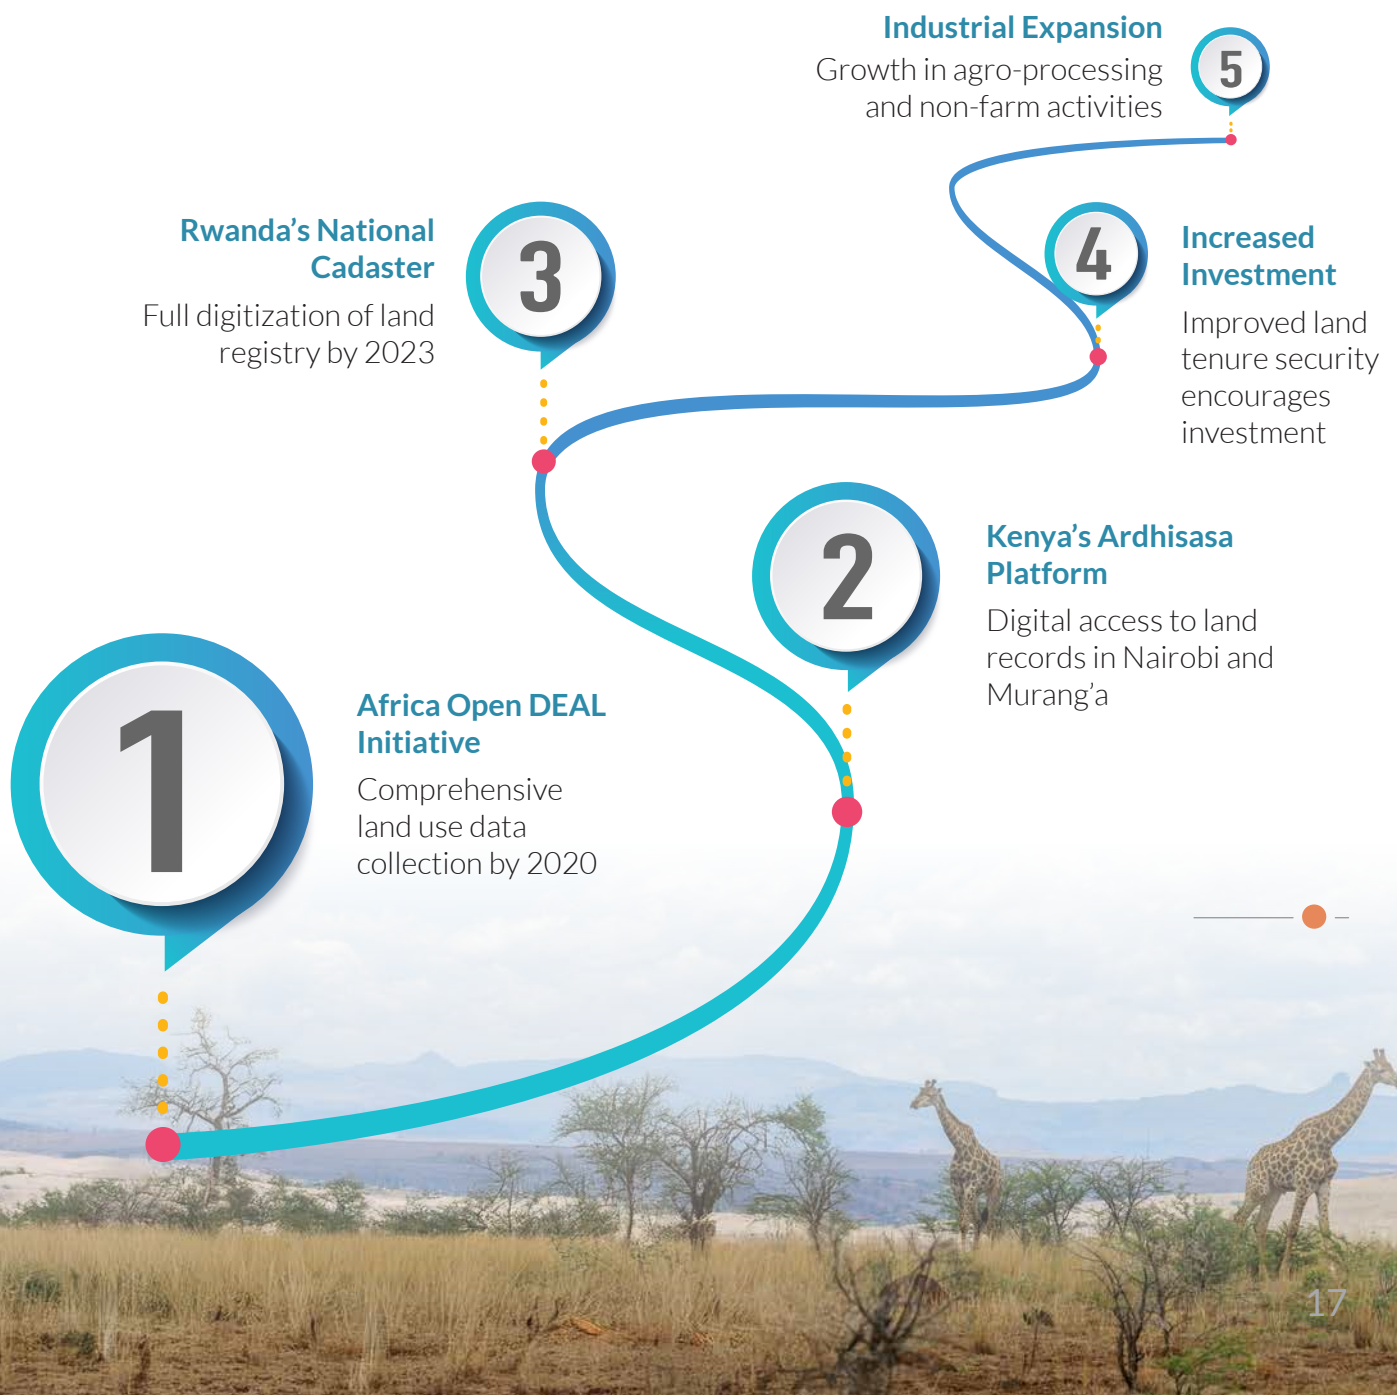 Industrial Expansion
Growth in agro-processing
and non-farm activities
5
Rwanda’s National
Cadaster
Full digitization of land
registry by 2023
3
4
Increased
Investment
Improved land
tenure security
encourages
investment
2
Kenya’s Ardhisasa
Platform
Digital access to land
records in Nairobi and
Murang’a
1
Africa Open DEAL
Initiative
Comprehensive
land use data
collection by 2020
17